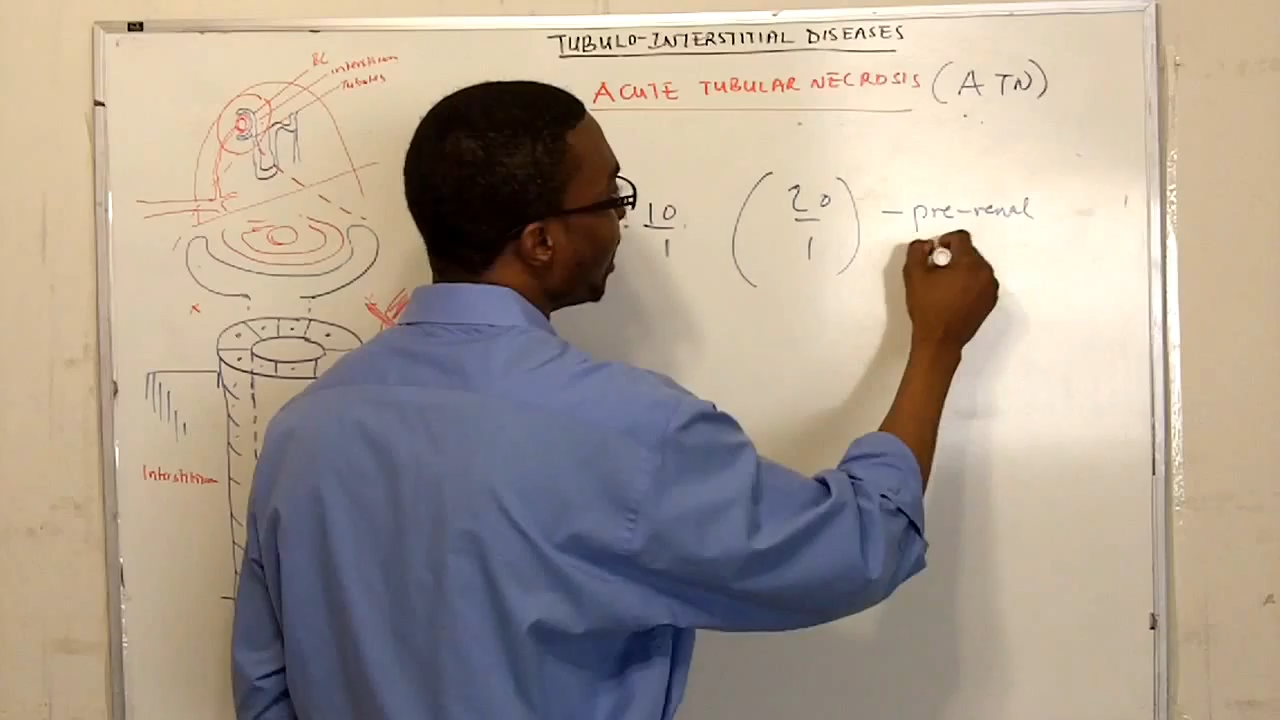 TUBULO-INTERSTITIAL DISEASES
ACUTE TUBULAR NECROSIS (ATN)
BC
interstitium
Tubules
10
1
(20
1) - pre-renal
x
Interstitium